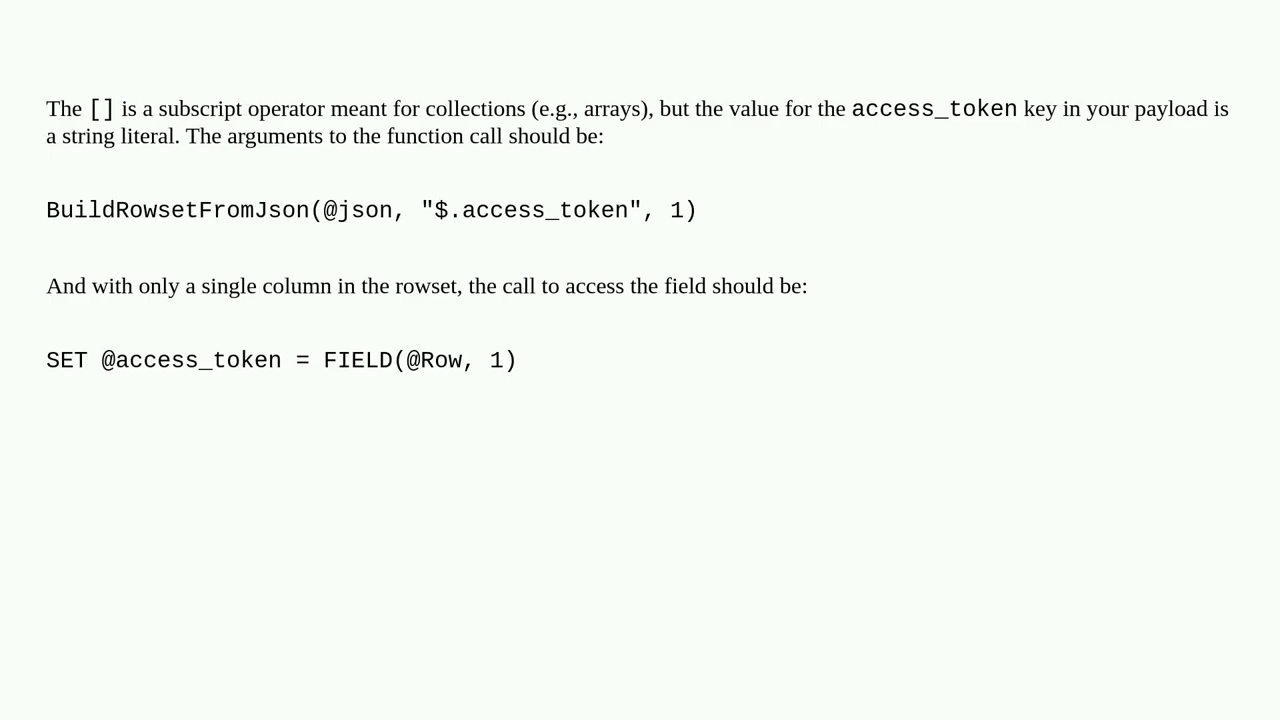 The [] is a subscript operator meant for collections (e.g., arrays), but the value for the access_token key in your payload is
a string literal. The arguments to the function call should be:
BuildRowsetFromJson(@json, "$.access_token", 1)
And with only a single column in the rowset, the call to access the field should be:
SET @access_token = FIELD(@Row, 1)